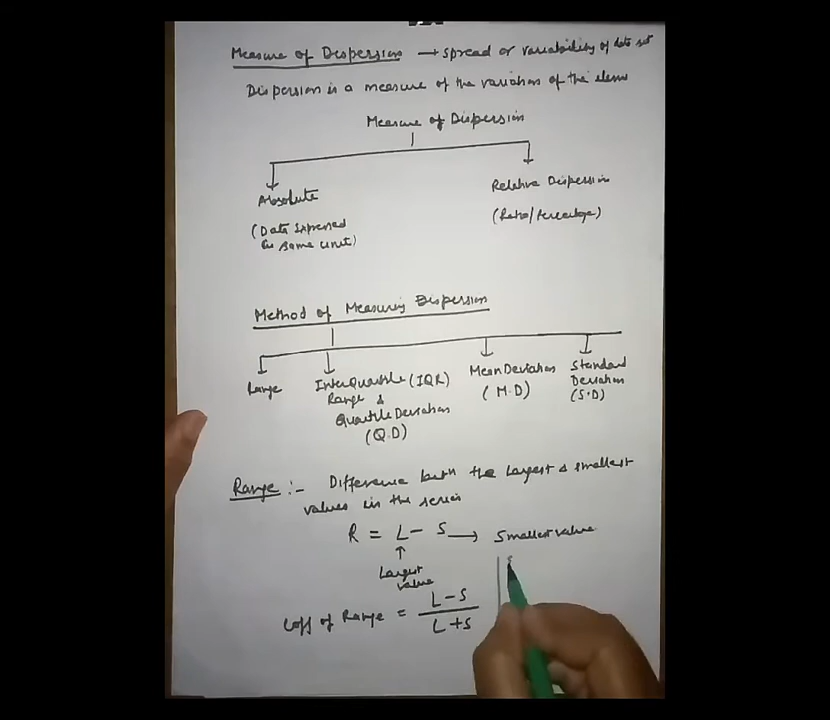 Measure of Dispersion → spread or variability of data set
Dispersion is a measure of the variation of the items
Measure of Dispersion
Absolute
Relative Dispersion
(Data expressed
in same unit)
(Ratio/Percentage)
Method of Measuring Dispersion
Range
InterQuartile (IQR)
Range &
Quartile Deviation
(Q.D)
Mean Deviation
(M.D)
Standard
Deviation
(S.D)
Range :- Difference betn the Largest & smallest
values in the series
R = L - S → Smallest value
↑
Largest
value
Coff of Range = L-S / L+S